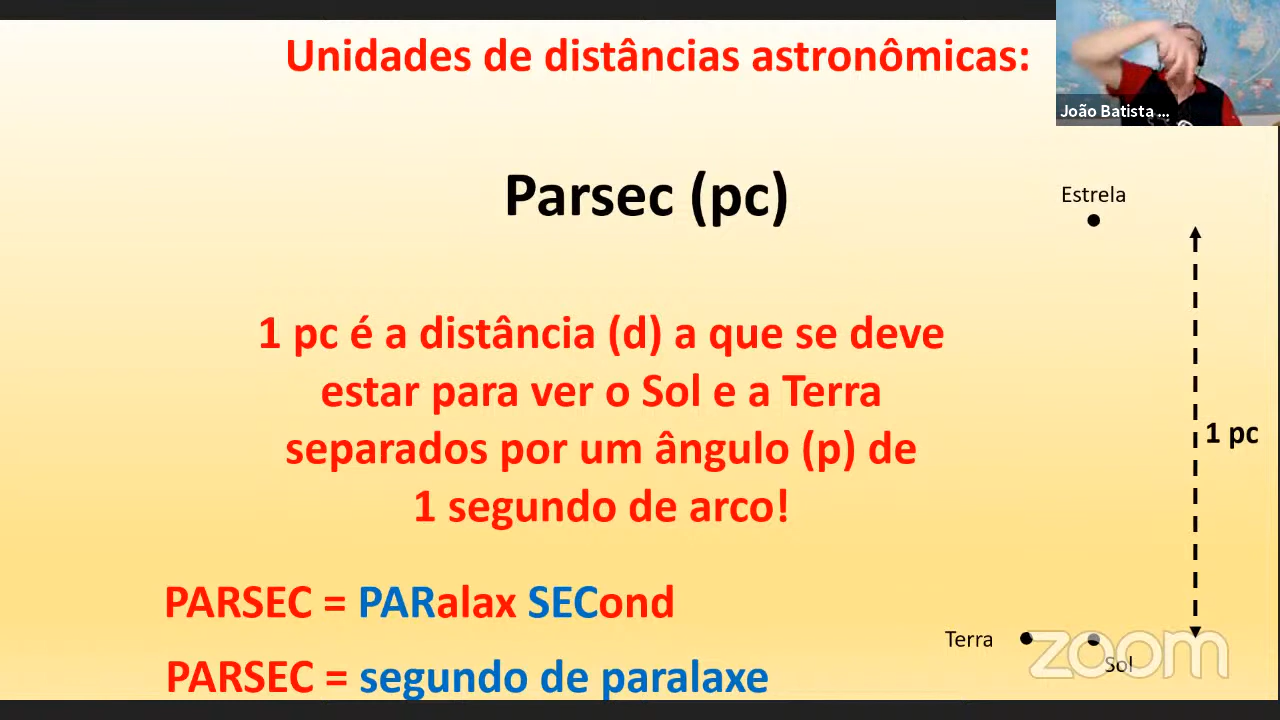 Unidades de distâncias astronômicas:
João Batista ...
Parsec (pc)
Estrela
1 pc é a distância (d) a que se deve
estar para ver o Sol e a Terra
separados por um ângulo (p) de
1 segundo de arco!
1 pc
PARSEC = PARalax SECond
Terra
Sol
zoom
PARSEC = segundo de paralaxe